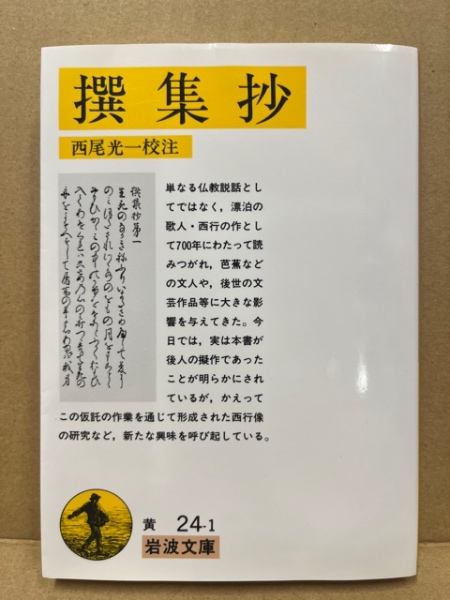 撰集抄
西尾光一校注
撰集抄第一
単なる仏教説話とし
てではなく，漂泊の
歌人・西行の作とし
て700年にわたって読
みつがれ，芭蕉など
の文人や，後世の文
芸作品等に大きな影
響を与えてきた。今
日では，実は本書が
後人の擬作であった
ことが明らかにされ
ているが，かえって
この仮託の作業を通じて形成された西行像
の研究など，新たな興味を呼び起している。
黄 24-1
岩波文庫